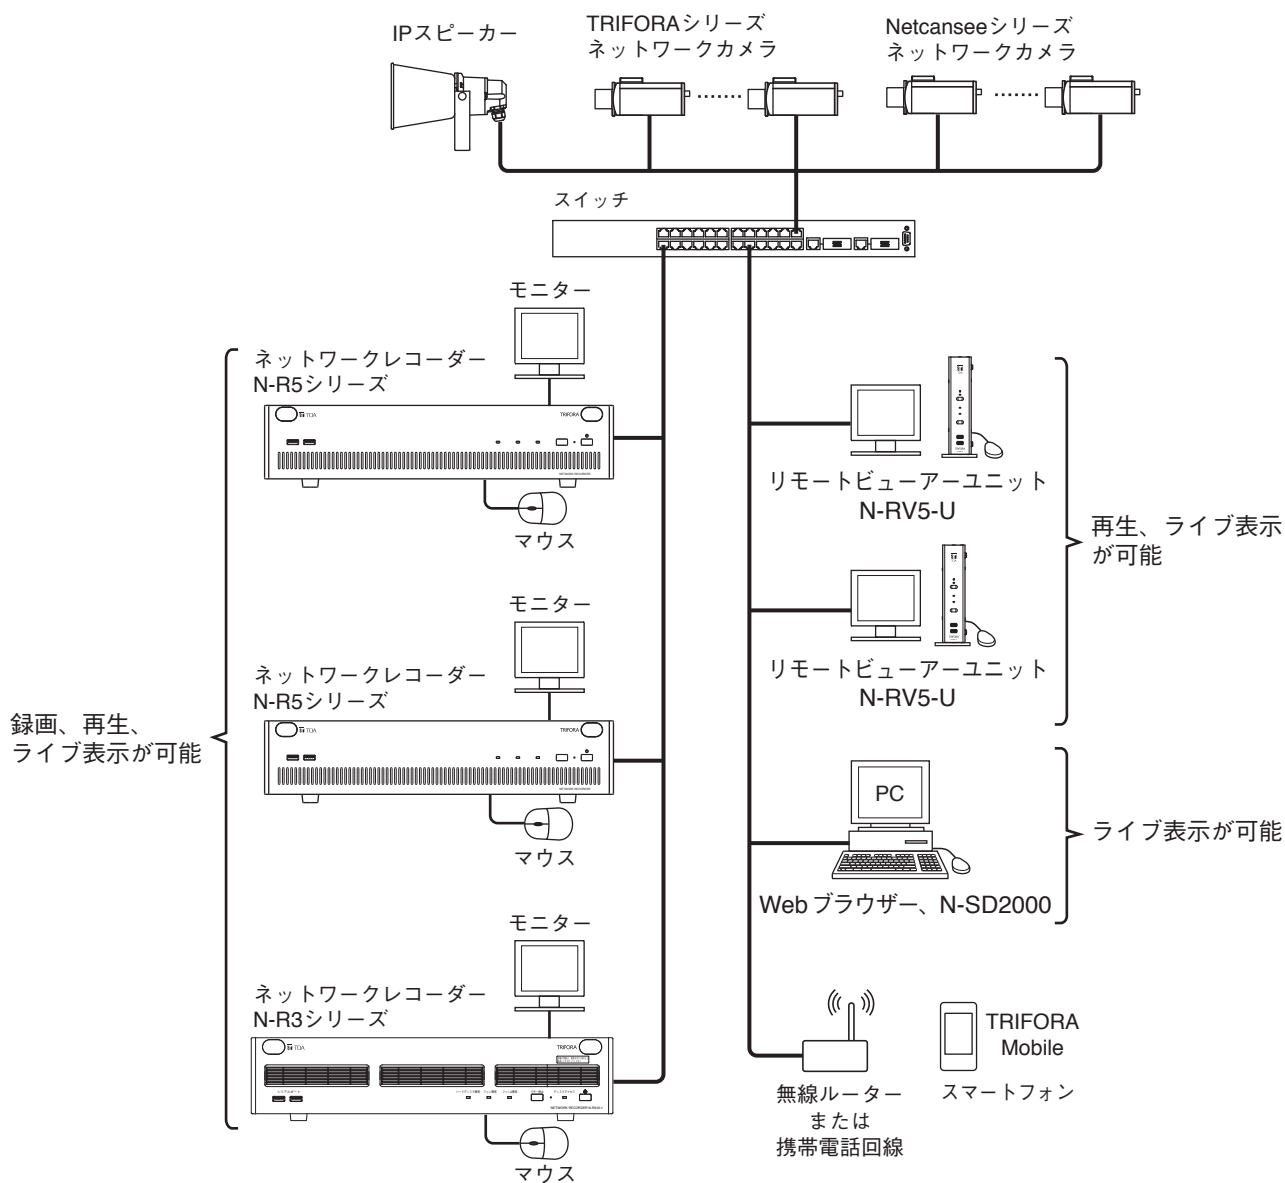 IPスピーカー
TRIFORAシリーズ
ネットワークカメラ
Netcanseeシリーズ
ネットワークカメラ
スイッチ
モニター
ネットワークレコーダー
N-R5シリーズ
TOA
TRIFORA
NETWORK RECORDER
マウス
モニター
ネットワークレコーダー
N-R5シリーズ
TOA
TRIFORA
NETWORK RECORDER
マウス
録画、再生、
ライブ表示が可能
モニター
ネットワークレコーダー
N-R3シリーズ
TOA
TRIFORA
マウス
リモートビューアーユニット
N-RV5-U
リモートビューアーユニット
N-RV5-U
再生、ライブ表示
が可能
PC
Webブラウザー、N-SD2000
ライブ表示が可能
無線ルーター
または
携帯電話回線
TRIFORA
Mobile
スマートフォン